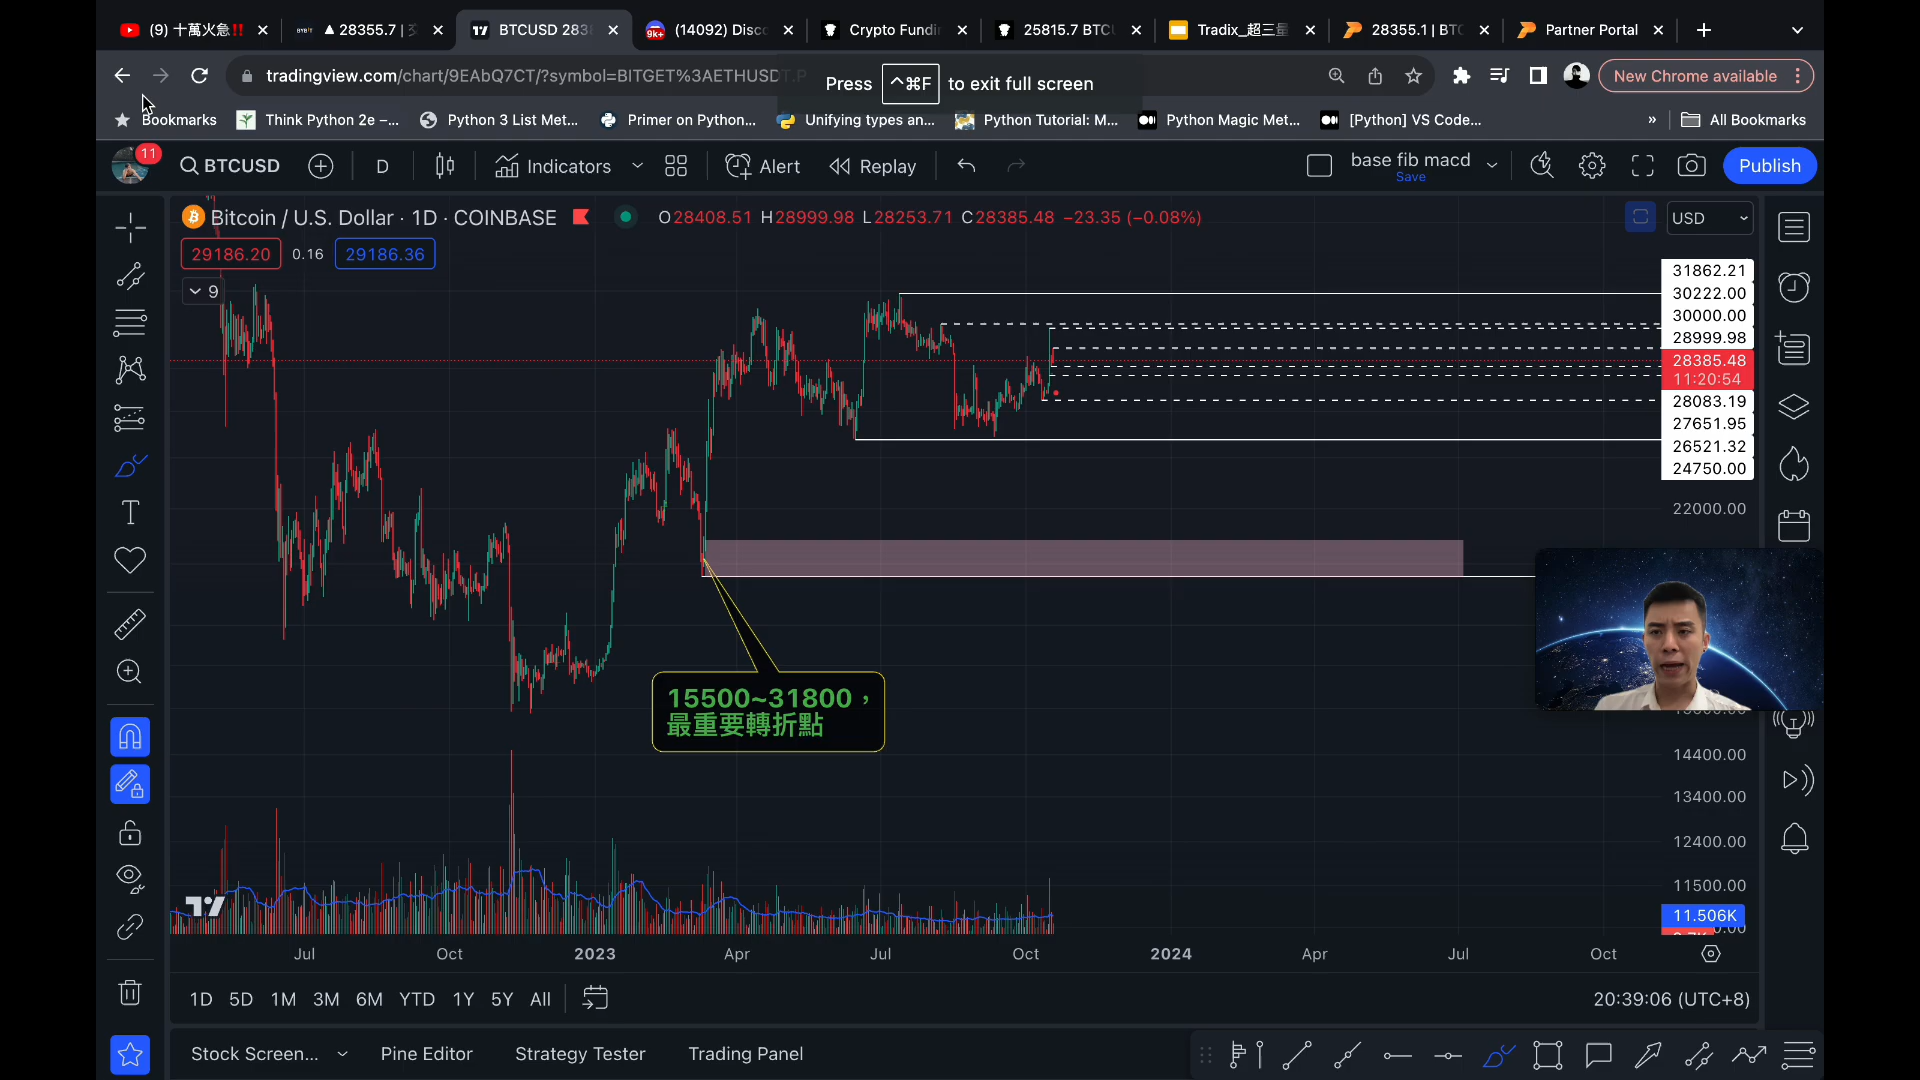 (9) 十萬火急‼️
BYBIT ▲ 28355.7 | 交
BTCUSD 283
9k+ (14092) Disc
Crypto Fundi
25815.7 BTC
Tradix_超三量
28355.1 | BTC
Partner Portal
tradingview.com/chart/9EAbQ7CT/?symbol=BITGET%3AETHUSDT.P
Press ^⌘F to exit full screen
New Chrome available
Bookmarks
Think Python 2e –...
Python 3 List Met...
Primer on Python...
Unifying types an...
Python Tutorial: M...
Python Magic Met...
[Python] VS Code...
»
All Bookmarks
11
BTCUSD
D
Indicators
Alert
Replay
base fib macd
Save
Publish
Bitcoin / U.S. Dollar · 1D · COINBASE
O28408.51 H28999.98 L28253.71 C28385.48 −23.35 (−0.08%)
USD
29186.20 0.16 29186.36
9
31862.21
30222.00
30000.00
28999.98
28385.48
11:20:54
28083.19
27651.95
26521.32
24750.00
22000.00
15500~31800，
最重要轉折點
14400.00
13400.00
12400.00
11500.00
11.506K
Jul Oct 2023 Apr Jul Oct 2024 Apr Jul Oct
1D 5D 1M 3M 6M YTD 1Y 5Y All
20:39:06 (UTC+8)
Stock Screen... Pine Editor Strategy Tester Trading Panel